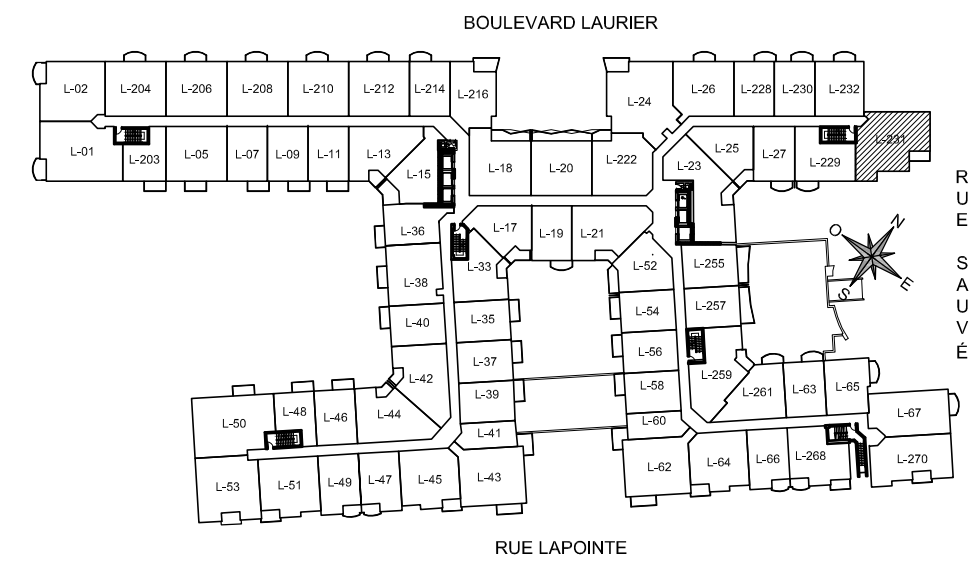 BOULEVARD LAURIER
L-02 L-204 L-206 L-208 L-210 L-212 L-214 L-216 L-24 L-26 L-228 L-230 L-232
L-01 L-203 L-05 L-07 L-09 L-11 L-13 L-15 L-18 L-20 L-222 L-23 L-25 L-27 L-229 L-231
L-36 L-17 L-19 L-21
L-33 L-52 L-255
L-38
L-40 L-35 L-54 L-257
L-37 L-56
L-42 L-39 L-58 L-259 L-261 L-63 L-65
L-50 L-48 L-46 L-44 L-41 L-60 L-67
L-53 L-51 L-49 L-47 L-45 L-43 L-62 L-64 L-66 L-268 L-270
RUE SAUVÉ
N
O
E
S
RUE LAPOINTE